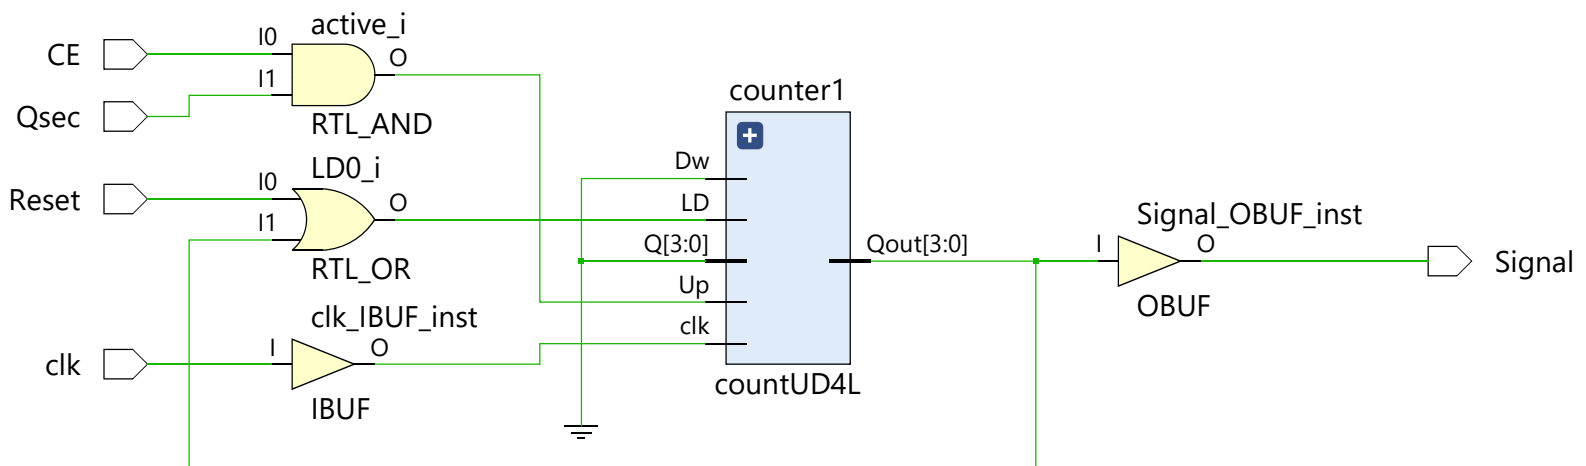 active_i
CE
I0
O
I1
Qsec
RTL_AND
counter1
LD0_i
Reset
I0
O
I1
RTL_OR
Dw
LD
Q[3:0]
Up
clk
Qout[3:0]
countUD4L
Signal_OBUF_inst
I
O
Signal
OBUF
clk_IBUF_inst
clk
I
O
IBUF